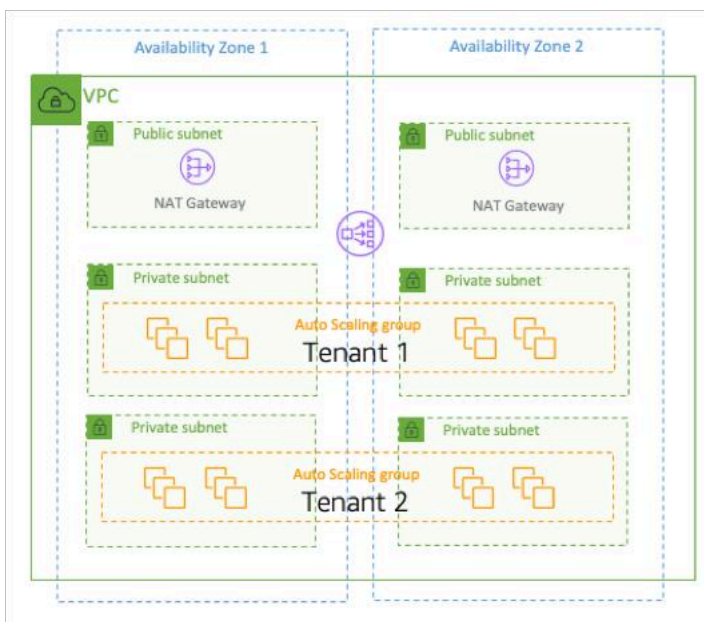 Availability Zone 1
Availability Zone 2
VPC
Public subnet
Public subnet
NAT Gateway
NAT Gateway
Private subnet
Private subnet
Auto Scaling group
Tenant 1
Private subnet
Private subnet
Auto Scaling group
Tenant 2